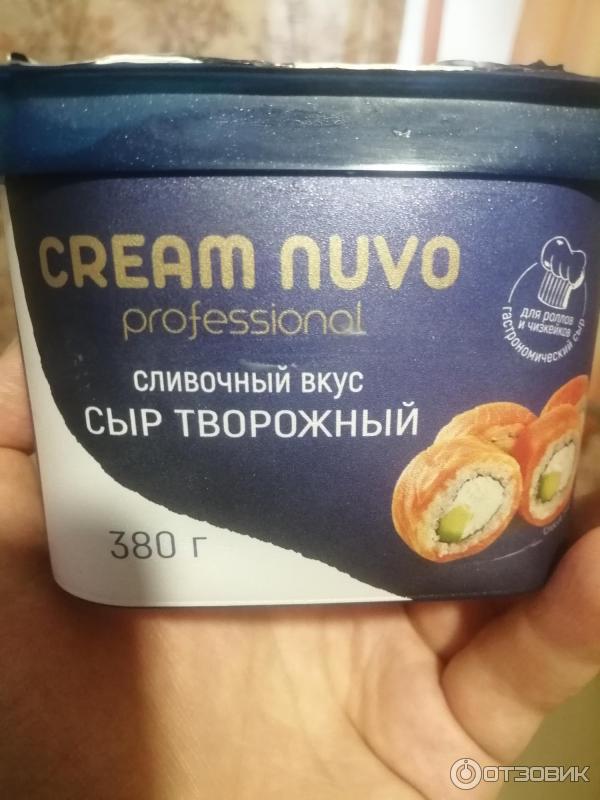 CREAM NUVO
professional
СЛИВОЧНЫЙ ВКУС
СЫР ТВОРОЖНЫЙ
380 г
для роллов
и чизкейков
гастрономический сыр
ОТЗОВИК